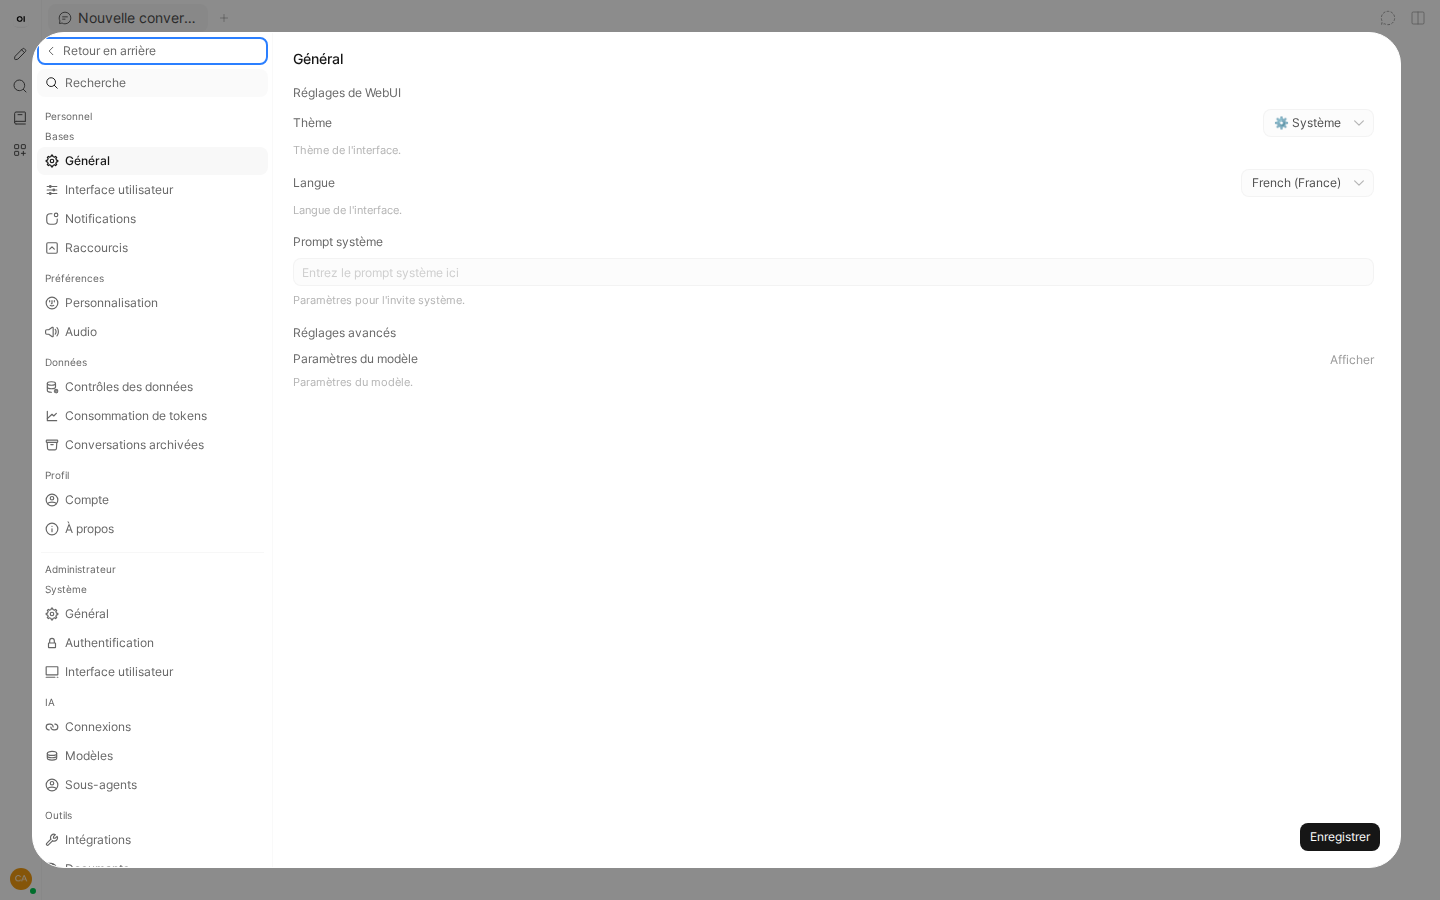 OI
Nouvelle conver...
Retour en arrière
Recherche
Personnel
Bases
Général
Interface utilisateur
Notifications
Raccourcis
Préférences
Personnalisation
Audio
Données
Contrôles des données
Consommation de tokens
Conversations archivées
Profil
Compte
À propos
Administrateur
Système
Général
Authentification
Interface utilisateur
IA
Connexions
Modèles
Sous-agents
Outils
Intégrations
CA
Général
Réglages de WebUI
Thème
Système
Thème de l'interface.
Langue
French (France)
Langue de l'interface.
Prompt système
Entrez le prompt système ici
Paramètres pour l'invite système.
Réglages avancés
Paramètres du modèle
Afficher
Paramètres du modèle.
Enregistrer